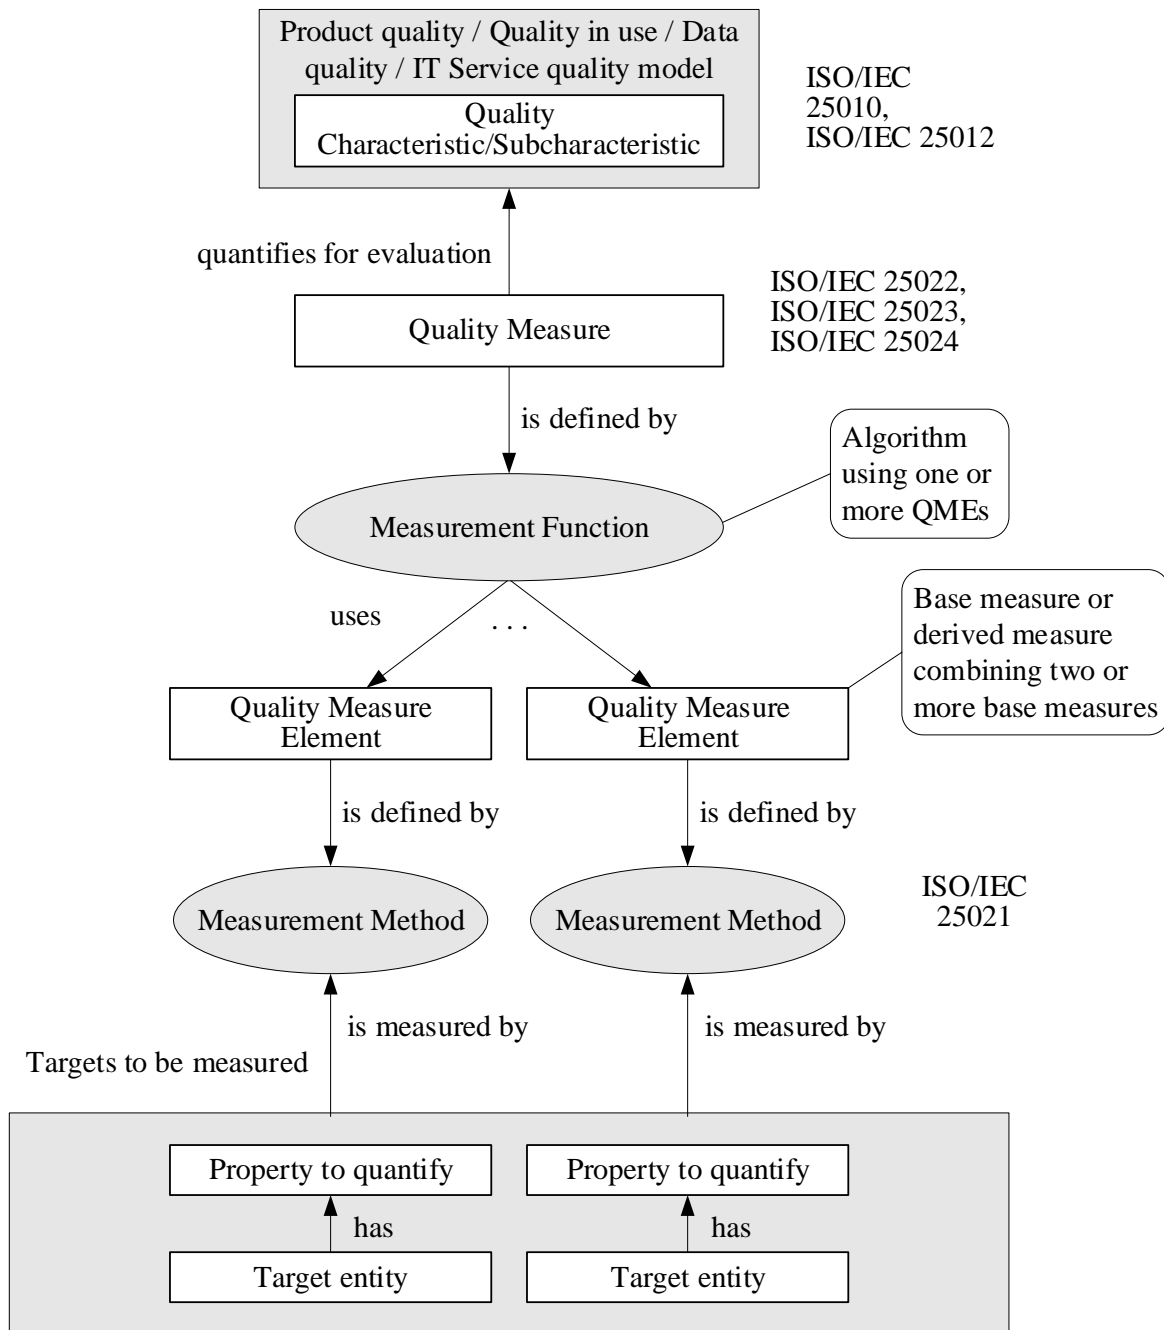 Product quality / Quality in use / Data
quality / IT Service quality model
Quality
Characteristic/Subcharacteristic
ISO/IEC
25010,
ISO/IEC 25012
quantifies for evaluation
ISO/IEC 25022,
ISO/IEC 25023,
ISO/IEC 25024
Quality Measure
is defined by
Algorithm
using one or
more QMEs
Measurement Function
uses
. . .
Base measure or
derived measure
combining two or
more base measures
Quality Measure
Element
Quality Measure
Element
is defined by
is defined by
Measurement Method
Measurement Method
ISO/IEC
25021
is measured by
is measured by
Targets to be measured
Property to quantify
Property to quantify
has
has
Target entity
Target entity